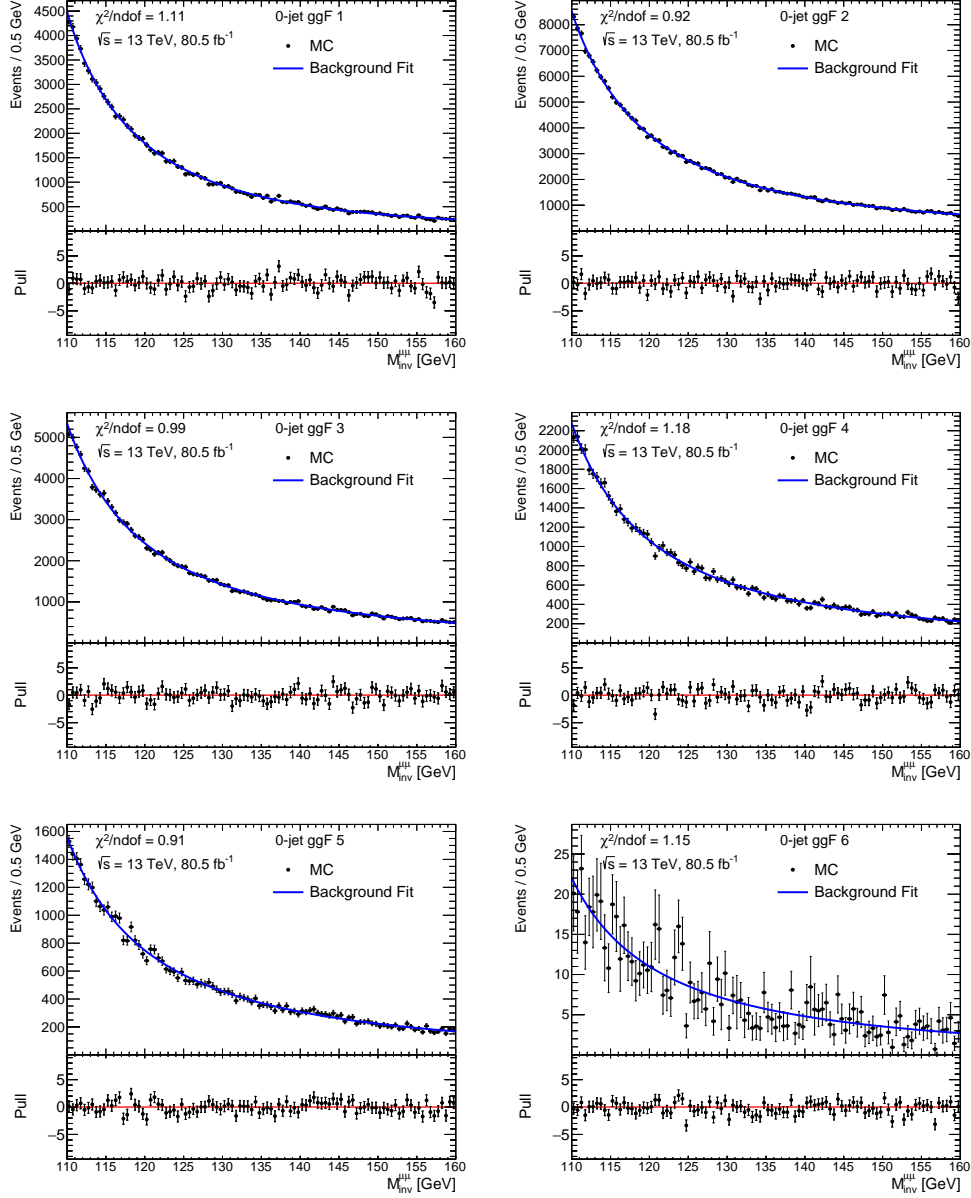 χ²/ndof = 1.11
0-jet ggF 1
√s = 13 TeV, 80.5 fb⁻¹
MC
Background Fit
Events / 0.5 GeV
4500
4000
3500
3000
2500
2000
1500
1000
500
Pull
5
0
−5
110 115 120 125 130 135 140 145 150 155 160
M^μμ_inv [GeV]
χ²/ndof = 0.92
0-jet ggF 2
√s = 13 TeV, 80.5 fb⁻¹
MC
Background Fit
Events / 0.5 GeV
8000
7000
6000
5000
4000
3000
2000
1000
Pull
5
0
−5
110 115 120 125 130 135 140 145 150 155 160
M^μμ_inv [GeV]
χ²/ndof = 0.99
0-jet ggF 3
√s = 13 TeV, 80.5 fb⁻¹
MC
Background Fit
Events / 0.5 GeV
5000
4000
3000
2000
1000
Pull
5
0
−5
110 115 120 125 130 135 140 145 150 155 160
M^μμ_inv [GeV]
χ²/ndof = 1.18
0-jet ggF 4
√s = 13 TeV, 80.5 fb⁻¹
MC
Background Fit
Events / 0.5 GeV
2200
2000
1800
1600
1400
1200
1000
800
600
400
200
Pull
5
0
−5
110 115 120 125 130 135 140 145 150 155 160
M^μμ_inv [GeV]
χ²/ndof = 0.91
0-jet ggF 5
√s = 13 TeV, 80.5 fb⁻¹
MC
Background Fit
Events / 0.5 GeV
1600
1400
1200
1000
800
600
400
200
Pull
5
0
−5
110 115 120 125 130 135 140 145 150 155 160
M^μμ_inv [GeV]
χ²/ndof = 1.15
0-jet ggF 6
√s = 13 TeV, 80.5 fb⁻¹
MC
Background Fit
Events / 0.5 GeV
25
20
15
10
5
Pull
5
0
−5
110 115 120 125 130 135 140 145 150 155 160
M^μμ_inv [GeV]